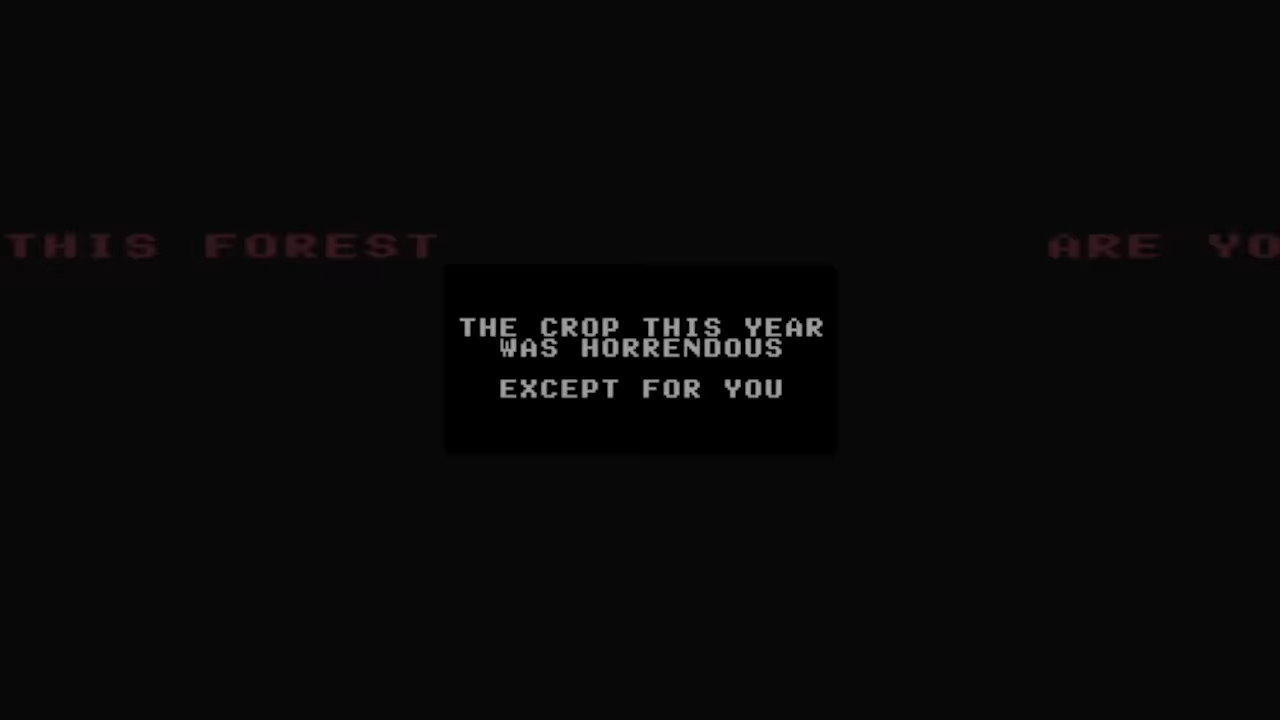 THIS FOREST ARE YO
THE CROP THIS YEAR
WAS HORRENDOUS
EXCEPT FOR YOU